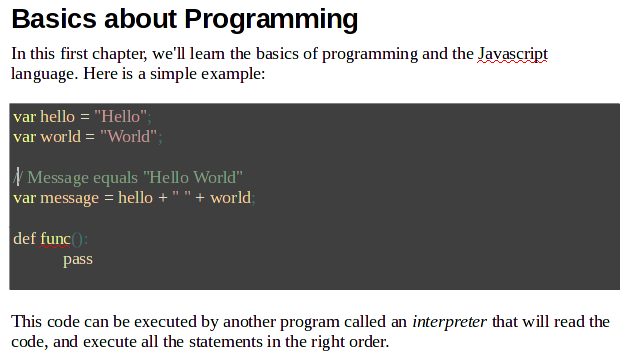 Basics about Programming
In this first chapter, we'll learn the basics of programming and the Javascript
language. Here is a simple example:
var hello = "Hello";
var world = "World";
// Message equals "Hello World"
var message = hello + " " + world;
def func():
pass
This code can be executed by another program called an interpreter that will read the
code, and execute all the statements in the right order.